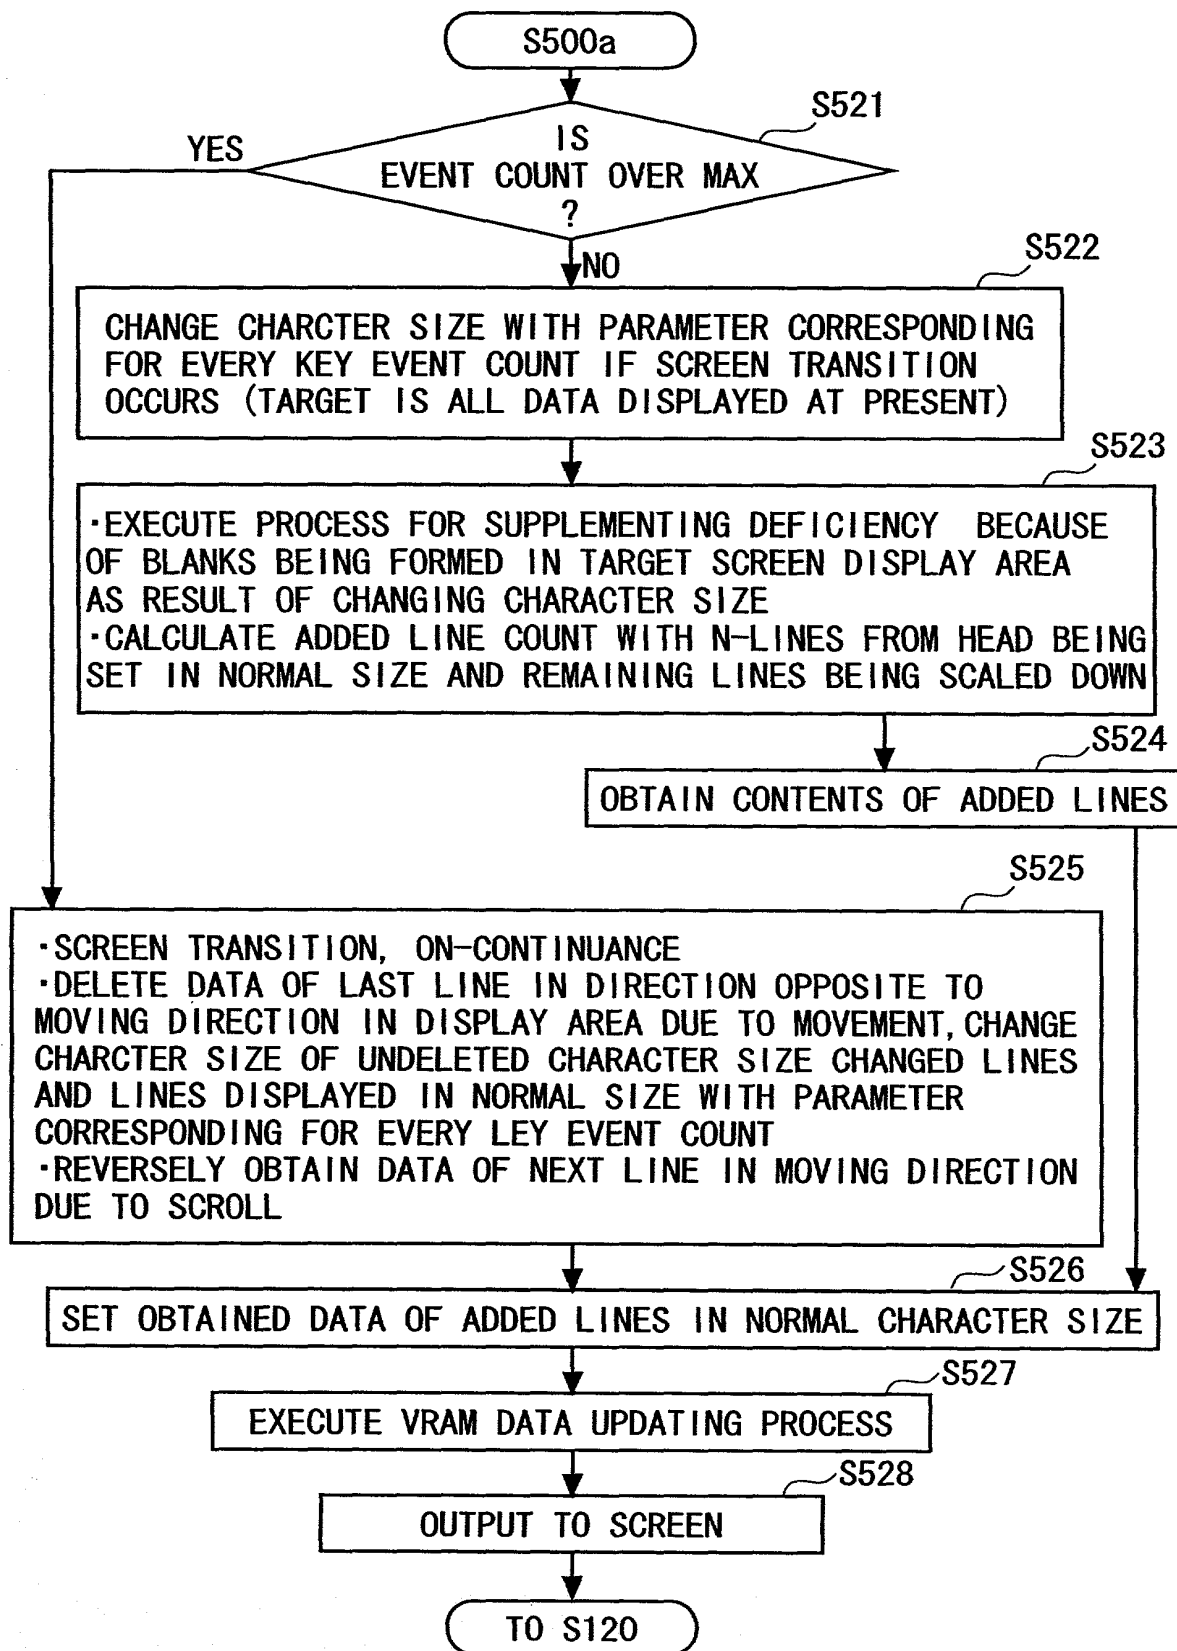 S500a
S521
YES
IS
EVENT COUNT OVER MAX
?
NO
S522
CHANGE CHARCTER SIZE WITH PARAMETER CORRESPONDING
FOR EVERY KEY EVENT COUNT IF SCREEN TRANSITION
OCCURS (TARGET IS ALL DATA DISPLAYED AT PRESENT)
S523
·EXECUTE PROCESS FOR SUPPLEMENTING DEFICIENCY BECAUSE
OF BLANKS BEING FORMED IN TARGET SCREEN DISPLAY AREA
AS RESULT OF CHANGING CHARACTER SIZE
·CALCULATE ADDED LINE COUNT WITH N-LINES FROM HEAD BEING
SET IN NORMAL SIZE AND REMAINING LINES BEING SCALED DOWN
S524
OBTAIN CONTENTS OF ADDED LINES
S525
·SCREEN TRANSITION, ON-CONTINUANCE
·DELETE DATA OF LAST LINE IN DIRECTION OPPOSITE TO
MOVING DIRECTION IN DISPLAY AREA DUE TO MOVEMENT, CHANGE
CHARCTER SIZE OF UNDELETED CHARACTER SIZE CHANGED LINES
AND LINES DISPLAYED IN NORMAL SIZE WITH PARAMETER
CORRESPONDING FOR EVERY LEY EVENT COUNT
·REVERSELY OBTAIN DATA OF NEXT LINE IN MOVING DIRECTION
DUE TO SCROLL
S526
SET OBTAINED DATA OF ADDED LINES IN NORMAL CHARACTER SIZE
S527
EXECUTE VRAM DATA UPDATING PROCESS
S528
OUTPUT TO SCREEN
TO S120